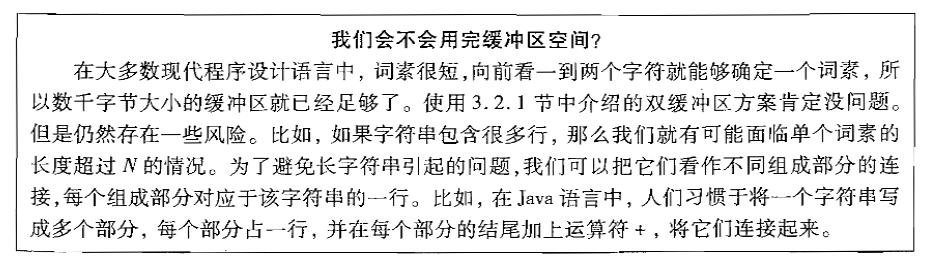 我们会不会用完缓冲区空间?
在大多数现代程序设计语言中，词素很短,向前看一到两个字符就能够确定一个词素，所
以数千字节大小的缓冲区就已经足够了。使用3.2.1节中介绍的双缓冲区方案肯定没问题。
但是仍然存在一些风险。比如，如果字符串包含很多行，那么我们就有可能面临单个词素的
长度超过N的情况。为了避免长字符串引起的问题,我们可以把它们看作不同组成部分的连
接,每个组成部分对应于该字符串的一行。比如，在Java语言中，人们习惯于将一个字符串写
成多个部分，每个部分占一行，并在每个部分的结尾加上运算符+，将它们连接起来。